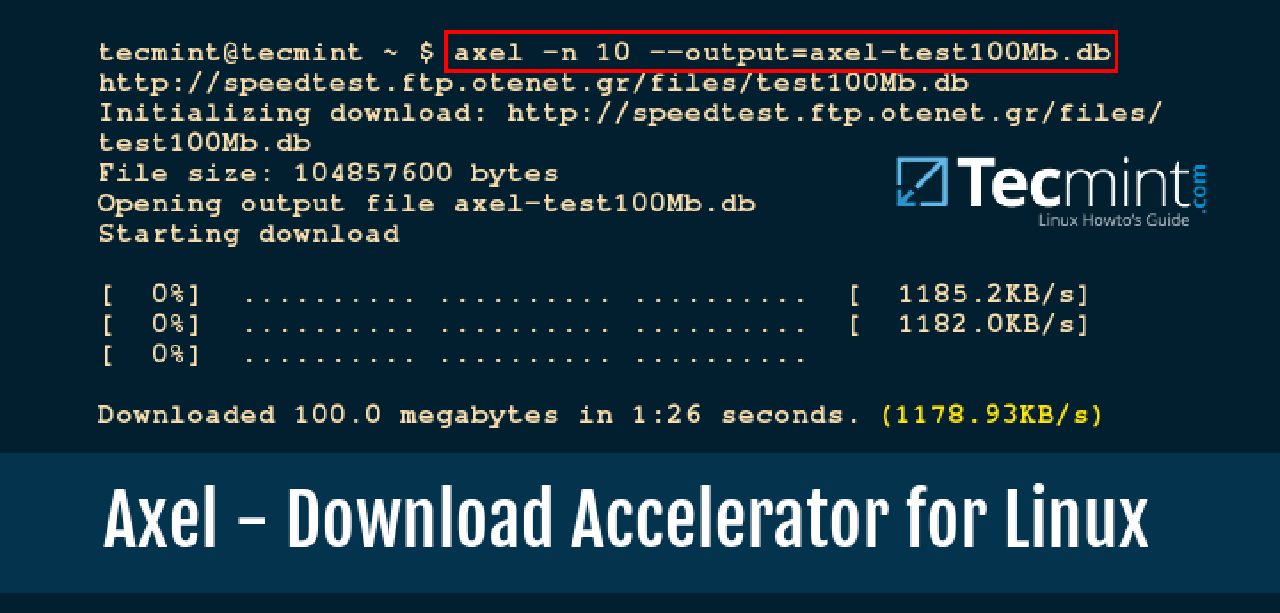 tecmint@tecmint ~ $ axel -n 10 --output=axel-test100Mb.db
http://speedtest.ftp.otenet.gr/files/test100Mb.db
Initializing download: http://speedtest.ftp.otenet.gr/files/
test100Mb.db
File size: 104857600 bytes
Opening output file axel-test100Mb.db
Starting download
Tecmint.com
Linux Howto's Guide
[  0%]  .......... .......... ..........  [  1185.2KB/s]
[  0%]  .......... .......... ..........  [  1182.0KB/s]
[  0%]  .......... .......... ..........
Downloaded 100.0 megabytes in 1:26 seconds. (1178.93KB/s)
Axel - Download Accelerator for Linux